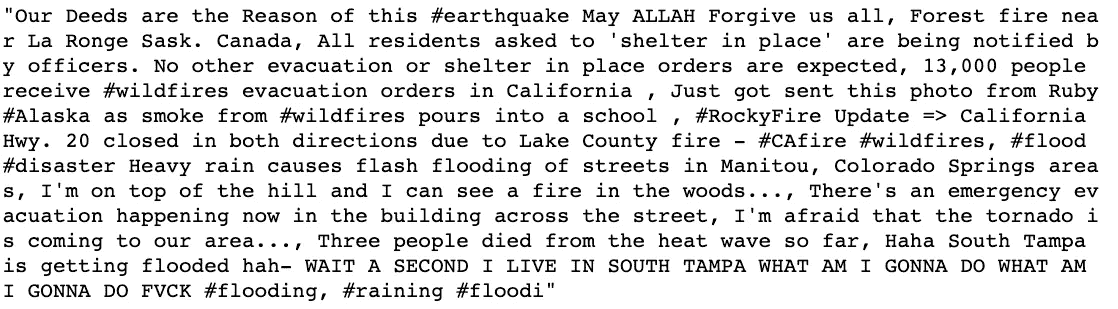 "Our Deeds are the Reason of this #earthquake May ALLAH Forgive us all, Forest fire nea
r La Ronge Sask. Canada, All residents asked to 'shelter in place' are being notified b
y officers. No other evacuation or shelter in place orders are expected, 13,000 people
receive #wildfires evacuation orders in California , Just got sent this photo from Ruby
#Alaska as smoke from #wildfires pours into a school , #RockyFire Update => California
Hwy. 20 closed in both directions due to Lake County fire - #CAfire #wildfires, #flood
#disaster Heavy rain causes flash flooding of streets in Manitou, Colorado Springs area
s, I'm on top of the hill and I can see a fire in the woods..., There's an emergency ev
acuation happening now in the building across the street, I'm afraid that the tornado i
s coming to our area..., Three people died from the heat wave so far, Haha South Tampa
is getting flooded hah- WAIT A SECOND I LIVE IN SOUTH TAMPA WHAT AM I GONNA DO WHAT AM
I GONNA DO FVCK #flooding, #raining #floodi"